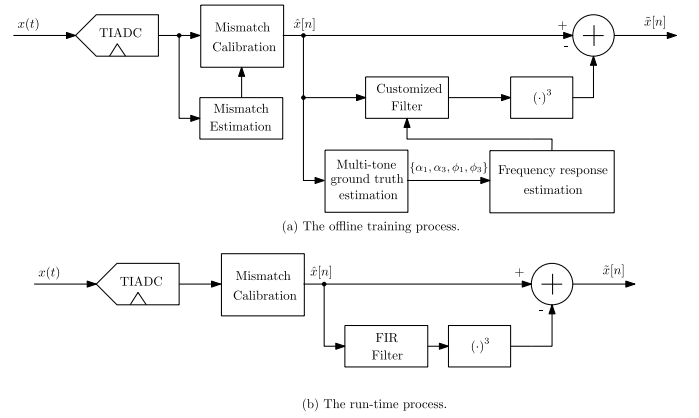 x(t)
TIADC
Mismatch
Calibration
x̂[n]
+
-
x̃[n]
Mismatch
Estimation
Customized
Filter
(·)³
Multi-tone
ground truth
estimation
{α₁, α₃, ϕ₁, ϕ₃}
Frequency response
estimation
(a) The offline training process.
x(t)
TIADC
Mismatch
Calibration
x̂[n]
+
-
x̃[n]
FIR
Filter
(·)³
(b) The run-time process.